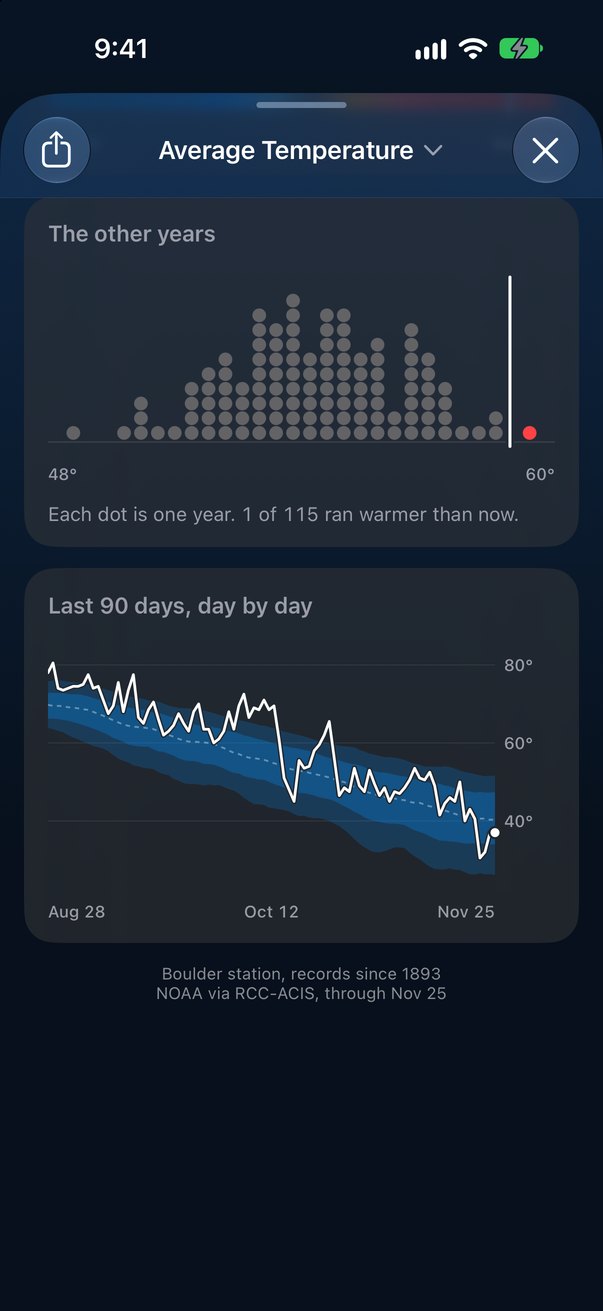 9:41
Average Temperature
The other years
48°
60°
Each dot is one year. 1 of 115 ran warmer than now.
Last 90 days, day by day
80°
60°
40°
Aug 28
Oct 12
Nov 25
Boulder station, records since 1893
NOAA via RCC-ACIS, through Nov 25